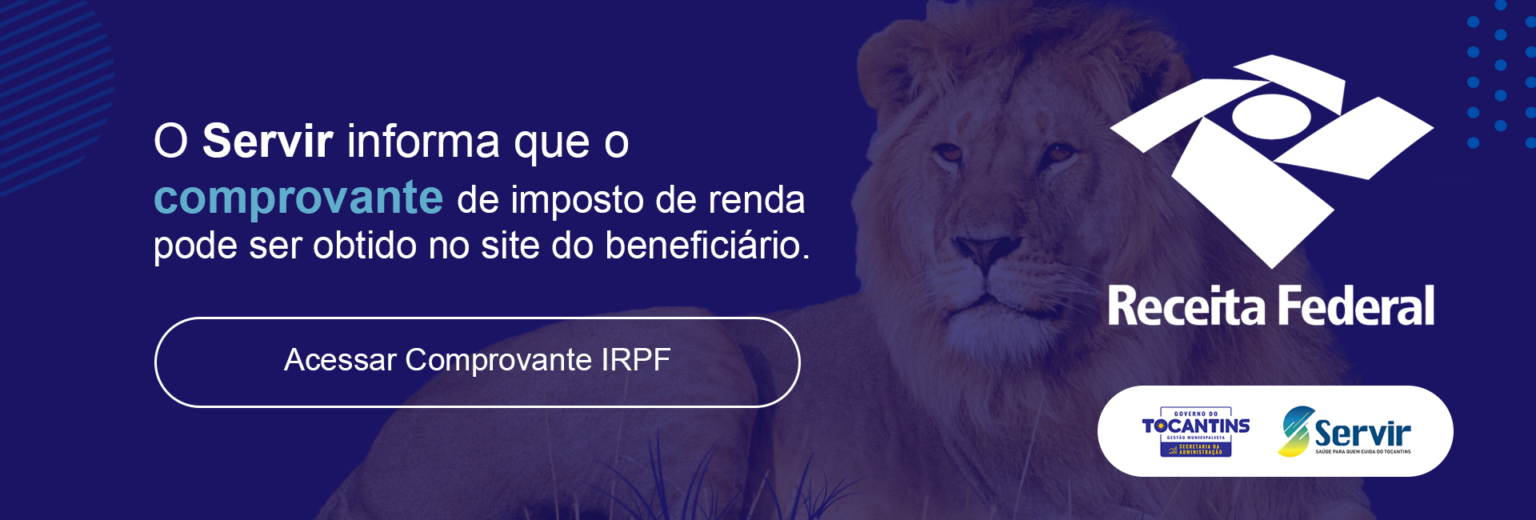 O Servir informa que o
comprovante de imposto de renda
pode ser obtido no site do beneficiário.
Acessar Comprovante IRPF
Receita Federal
GOVERNO DO
TOCANTINS
GESTÃO MUNICIPALISTA
SECRETARIA DA
ADMINISTRAÇÃO
Servir
SAÚDE PARA QUEM CUIDA DO TOCANTINS